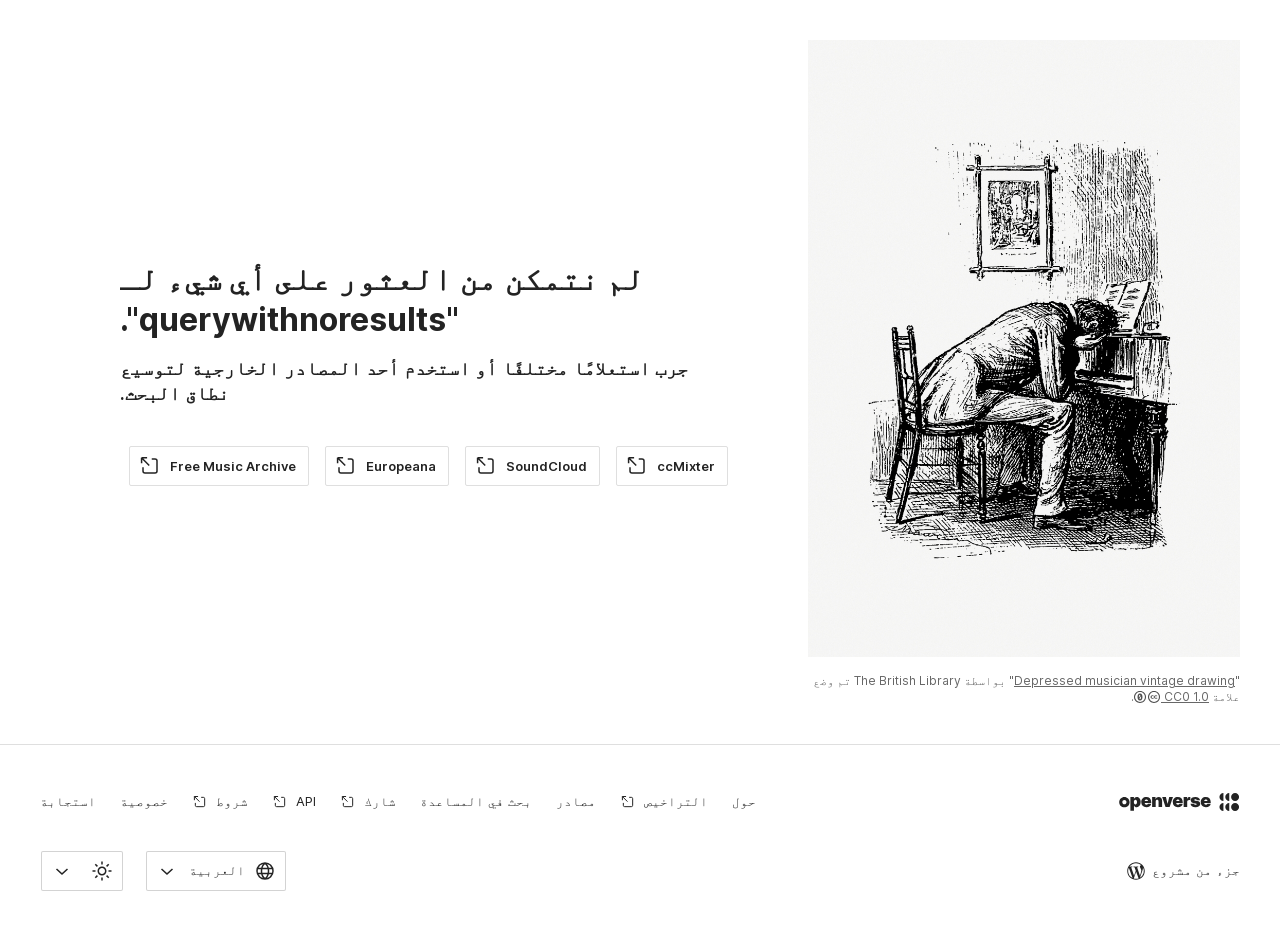 لم نتمكن من العثور على أي شيء لـ
"querywithnoresults".
جرب استعلامًا مختلفًا أو استخدم أحد المصادر الخارجية لتوسيع
نطاق البحث.
ccMixter
SoundCloud
Europeana
Free Music Archive
"Depressed musician vintage drawing" بواسطة The British Library تم وضع
علامة CC0 1.0.
openverse
حول
التراخيص
مصادر
بحث في المساعدة
شارك
API
شروط
خصوصية
استجابة
جزء من مشروع
العربية